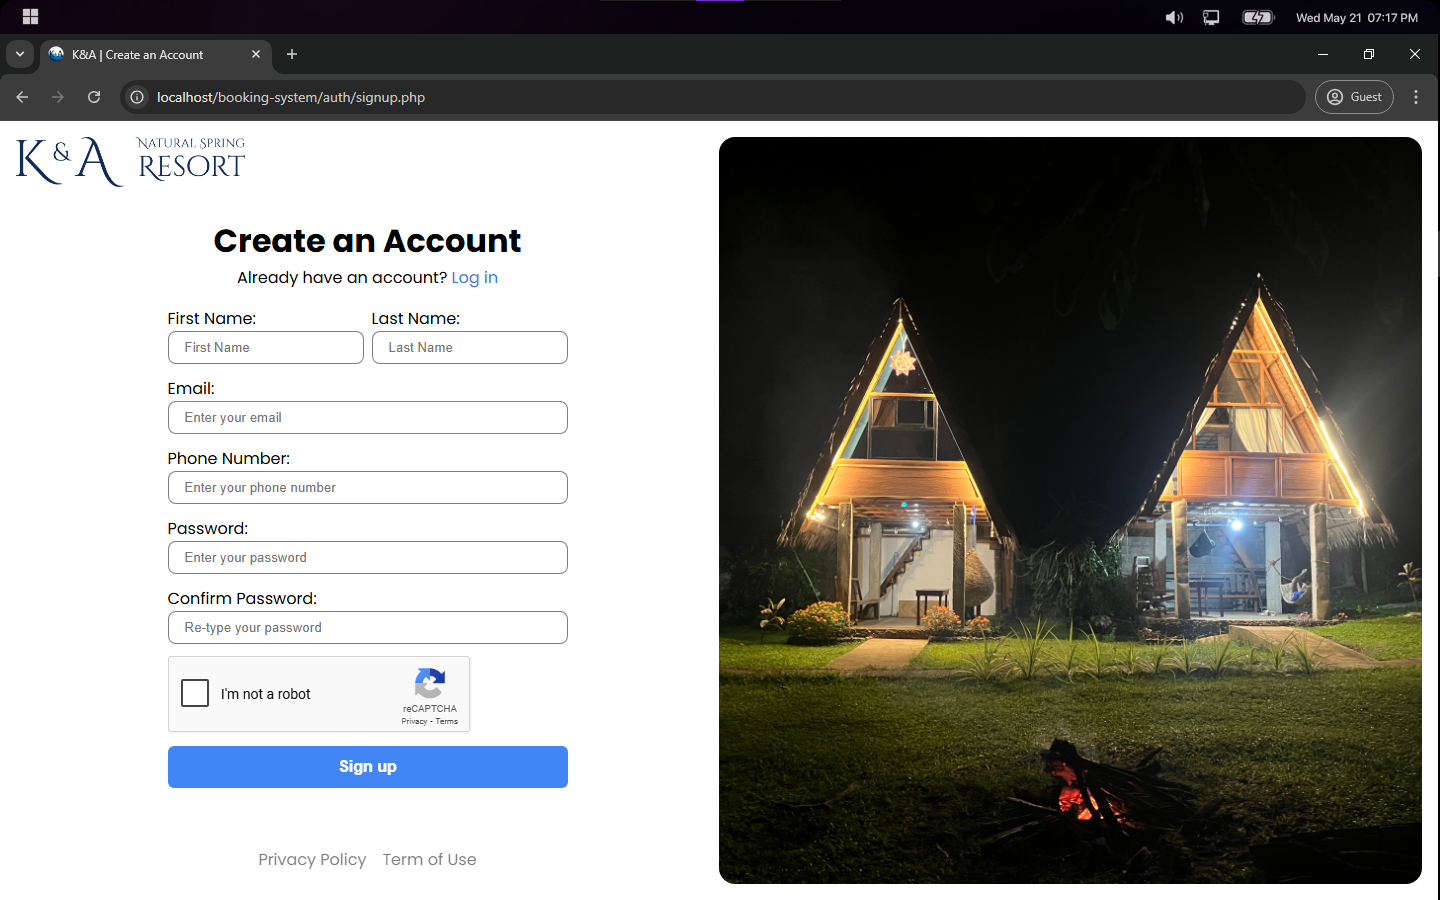 Wed May 21 07:17 PM
K&A | Create an Account
localhost/booking-system/auth/signup.php
Guest
K & A NATURAL SPRING
RESORT
Create an Account
Already have an account? Log in
First Name: Last Name:
First Name Last Name
Email:
Enter your email
Phone Number:
Enter your phone number
Password:
Enter your password
Confirm Password:
Re-type your password
I'm not a robot
reCAPTCHA
Privacy - Terms
Sign up
Privacy Policy Term of Use